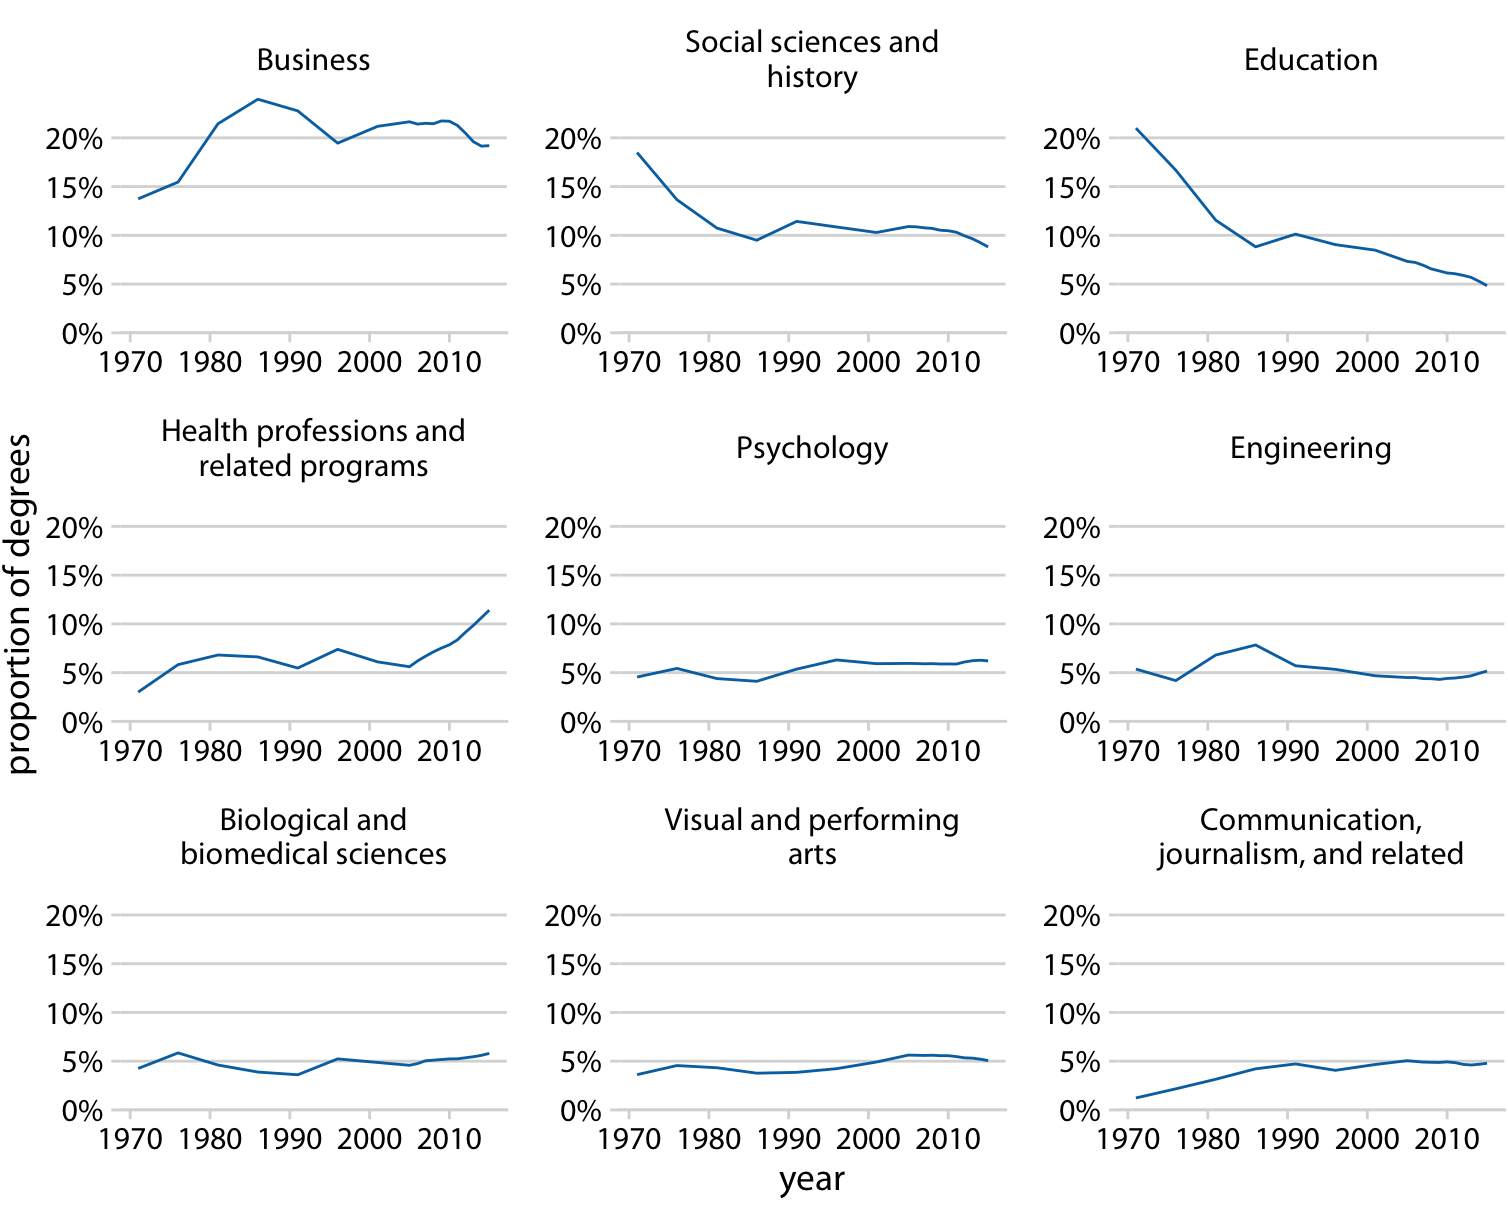 Business
20%
15%
10%
5%
0%
1970 1980 1990 2000 2010
Social sciences and
history
20%
15%
10%
5%
0%
1970 1980 1990 2000 2010
Education
20%
15%
10%
5%
0%
1970 1980 1990 2000 2010
proportion of degrees
Health professions and
related programs
20%
15%
10%
5%
0%
1970 1980 1990 2000 2010
Psychology
20%
15%
10%
5%
0%
1970 1980 1990 2000 2010
Engineering
20%
15%
10%
5%
0%
1970 1980 1990 2000 2010
Biological and
biomedical sciences
20%
15%
10%
5%
0%
1970 1980 1990 2000 2010
Visual and performing
arts
20%
15%
10%
5%
0%
1970 1980 1990 2000 2010
Communication,
journalism, and related
20%
15%
10%
5%
0%
1970 1980 1990 2000 2010
year